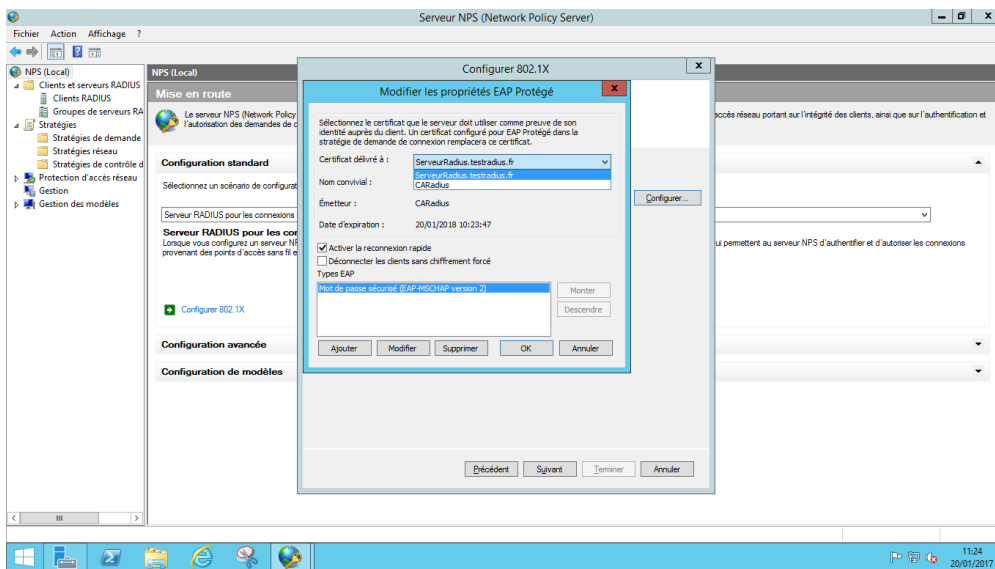 Serveur NPS (Network Policy Server)
Fichier Action Affichage ?
NPS (Local)
Clients et serveurs RADIUS
Clients RADIUS
Groupes de serveurs RA
Stratégies
Stratégies de demande
Stratégies réseau
Stratégies de contrôle d
Protection d'accès réseau
Gestion
Gestion des modèles
NPS (Local)
Mise en route
Le serveur NPS (Network Policy
l'autorisation des demandes de c
accès réseau portant sur l'intégrité des clients, ainsi que sur l'authentification et
Configuration standard
Sélectionnez un scénario de configurat
Serveur RADIUS pour les connexions
Serveur RADIUS pour les con
Lorsque vous configurez un serveur NF
provenant des points d'accès sans fil e
ui permettent au serveur NPS d'authentifier et d'autoriser les connexions
Configurer 802.1X
Configuration avancée
Configuration de modèles
Configurer 802.1X
x
Configurer...
Précédent Suivant Terminer Annuler
Modifier les propriétés EAP Protégé
x
Sélectionnez le certificat que le serveur doit utiliser comme preuve de son
identité auprès du client. Un certificat configuré pour EAP Protégé dans la
stratégie de demande de connexion remplacera ce certificat.
Certificat délivré à : ServeurRadius.testradius.fr
ServeurRadius.testradius.fr
CARadius
Nom convivial :
Émetteur : CARadius
Date d'expiration : 20/01/2018 10:23:47
Activer la reconnexion rapide
Déconnecter les clients sans chiffrement forcé
Types EAP
Mot de passe sécurisé (EAP-MSCHAP version 2)
Monter
Descendre
Ajouter Modifier Supprimer OK Annuler
11:24
20/01/2017